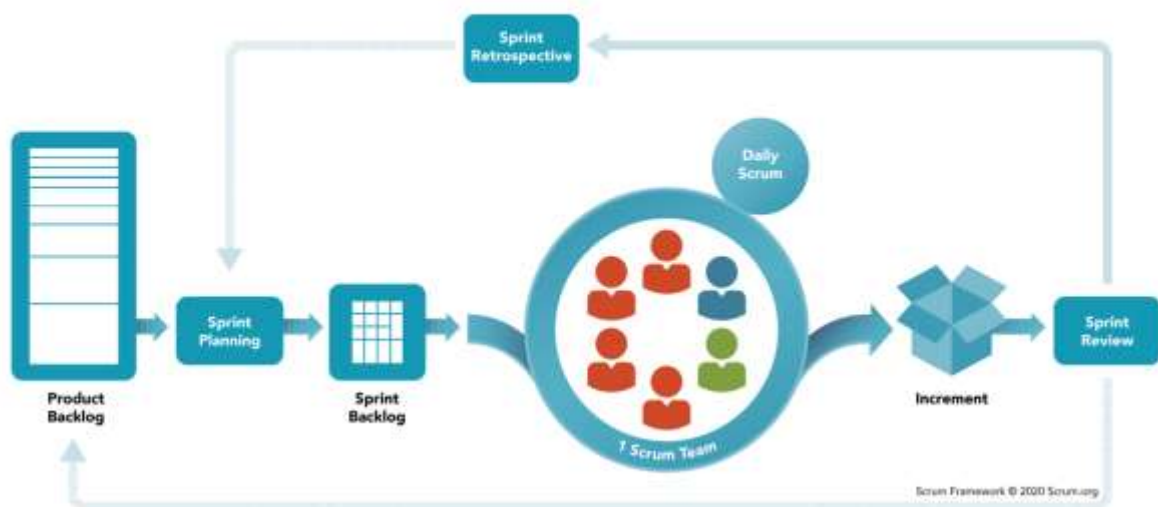 Sprint
Retrospective
Daily
Scrum
Sprint
Planning
Sprint
Review
Product
Backlog
Sprint
Backlog
Increment
1 Scrum Team
Scrum Framework © 2020 Scrum.org